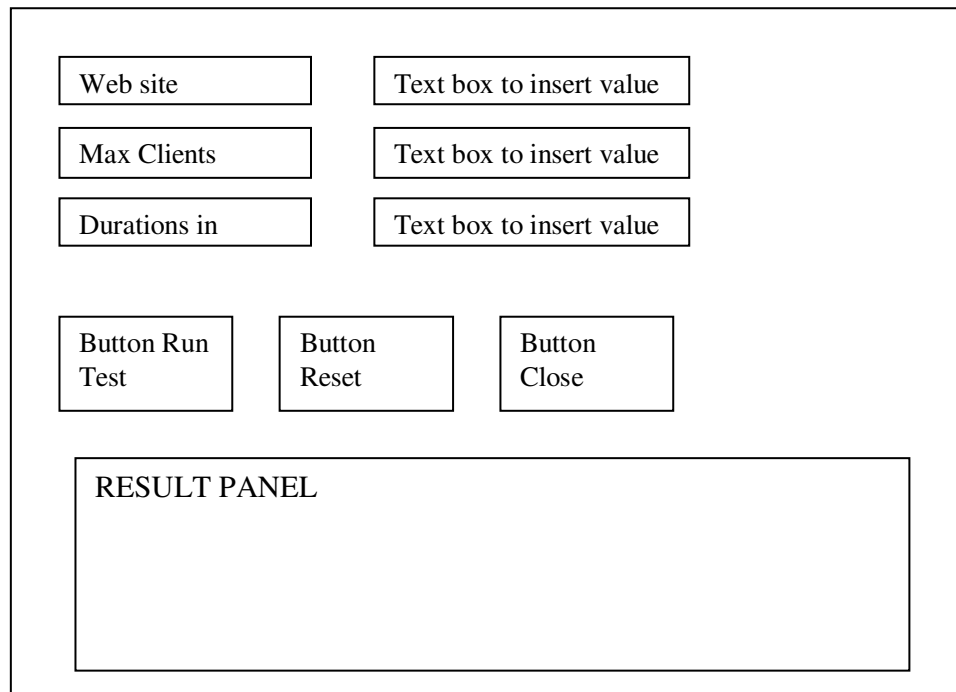 Web site
Text box to insert value
Max Clients
Text box to insert value
Durations in
Text box to insert value
Button Run
Test
Button
Reset
Button
Close
RESULT PANEL